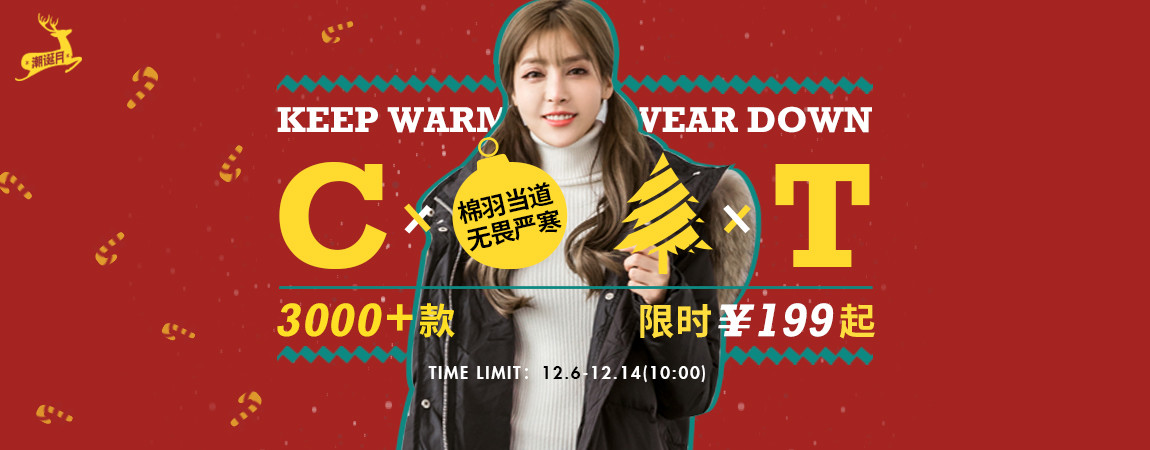 潮诞月
KEEP WARM WEAR DOWN
C T
棉羽当道
无畏严寒
3000+款
限时¥199起
TIME LIMIT: 12.6-12.14(10:00)